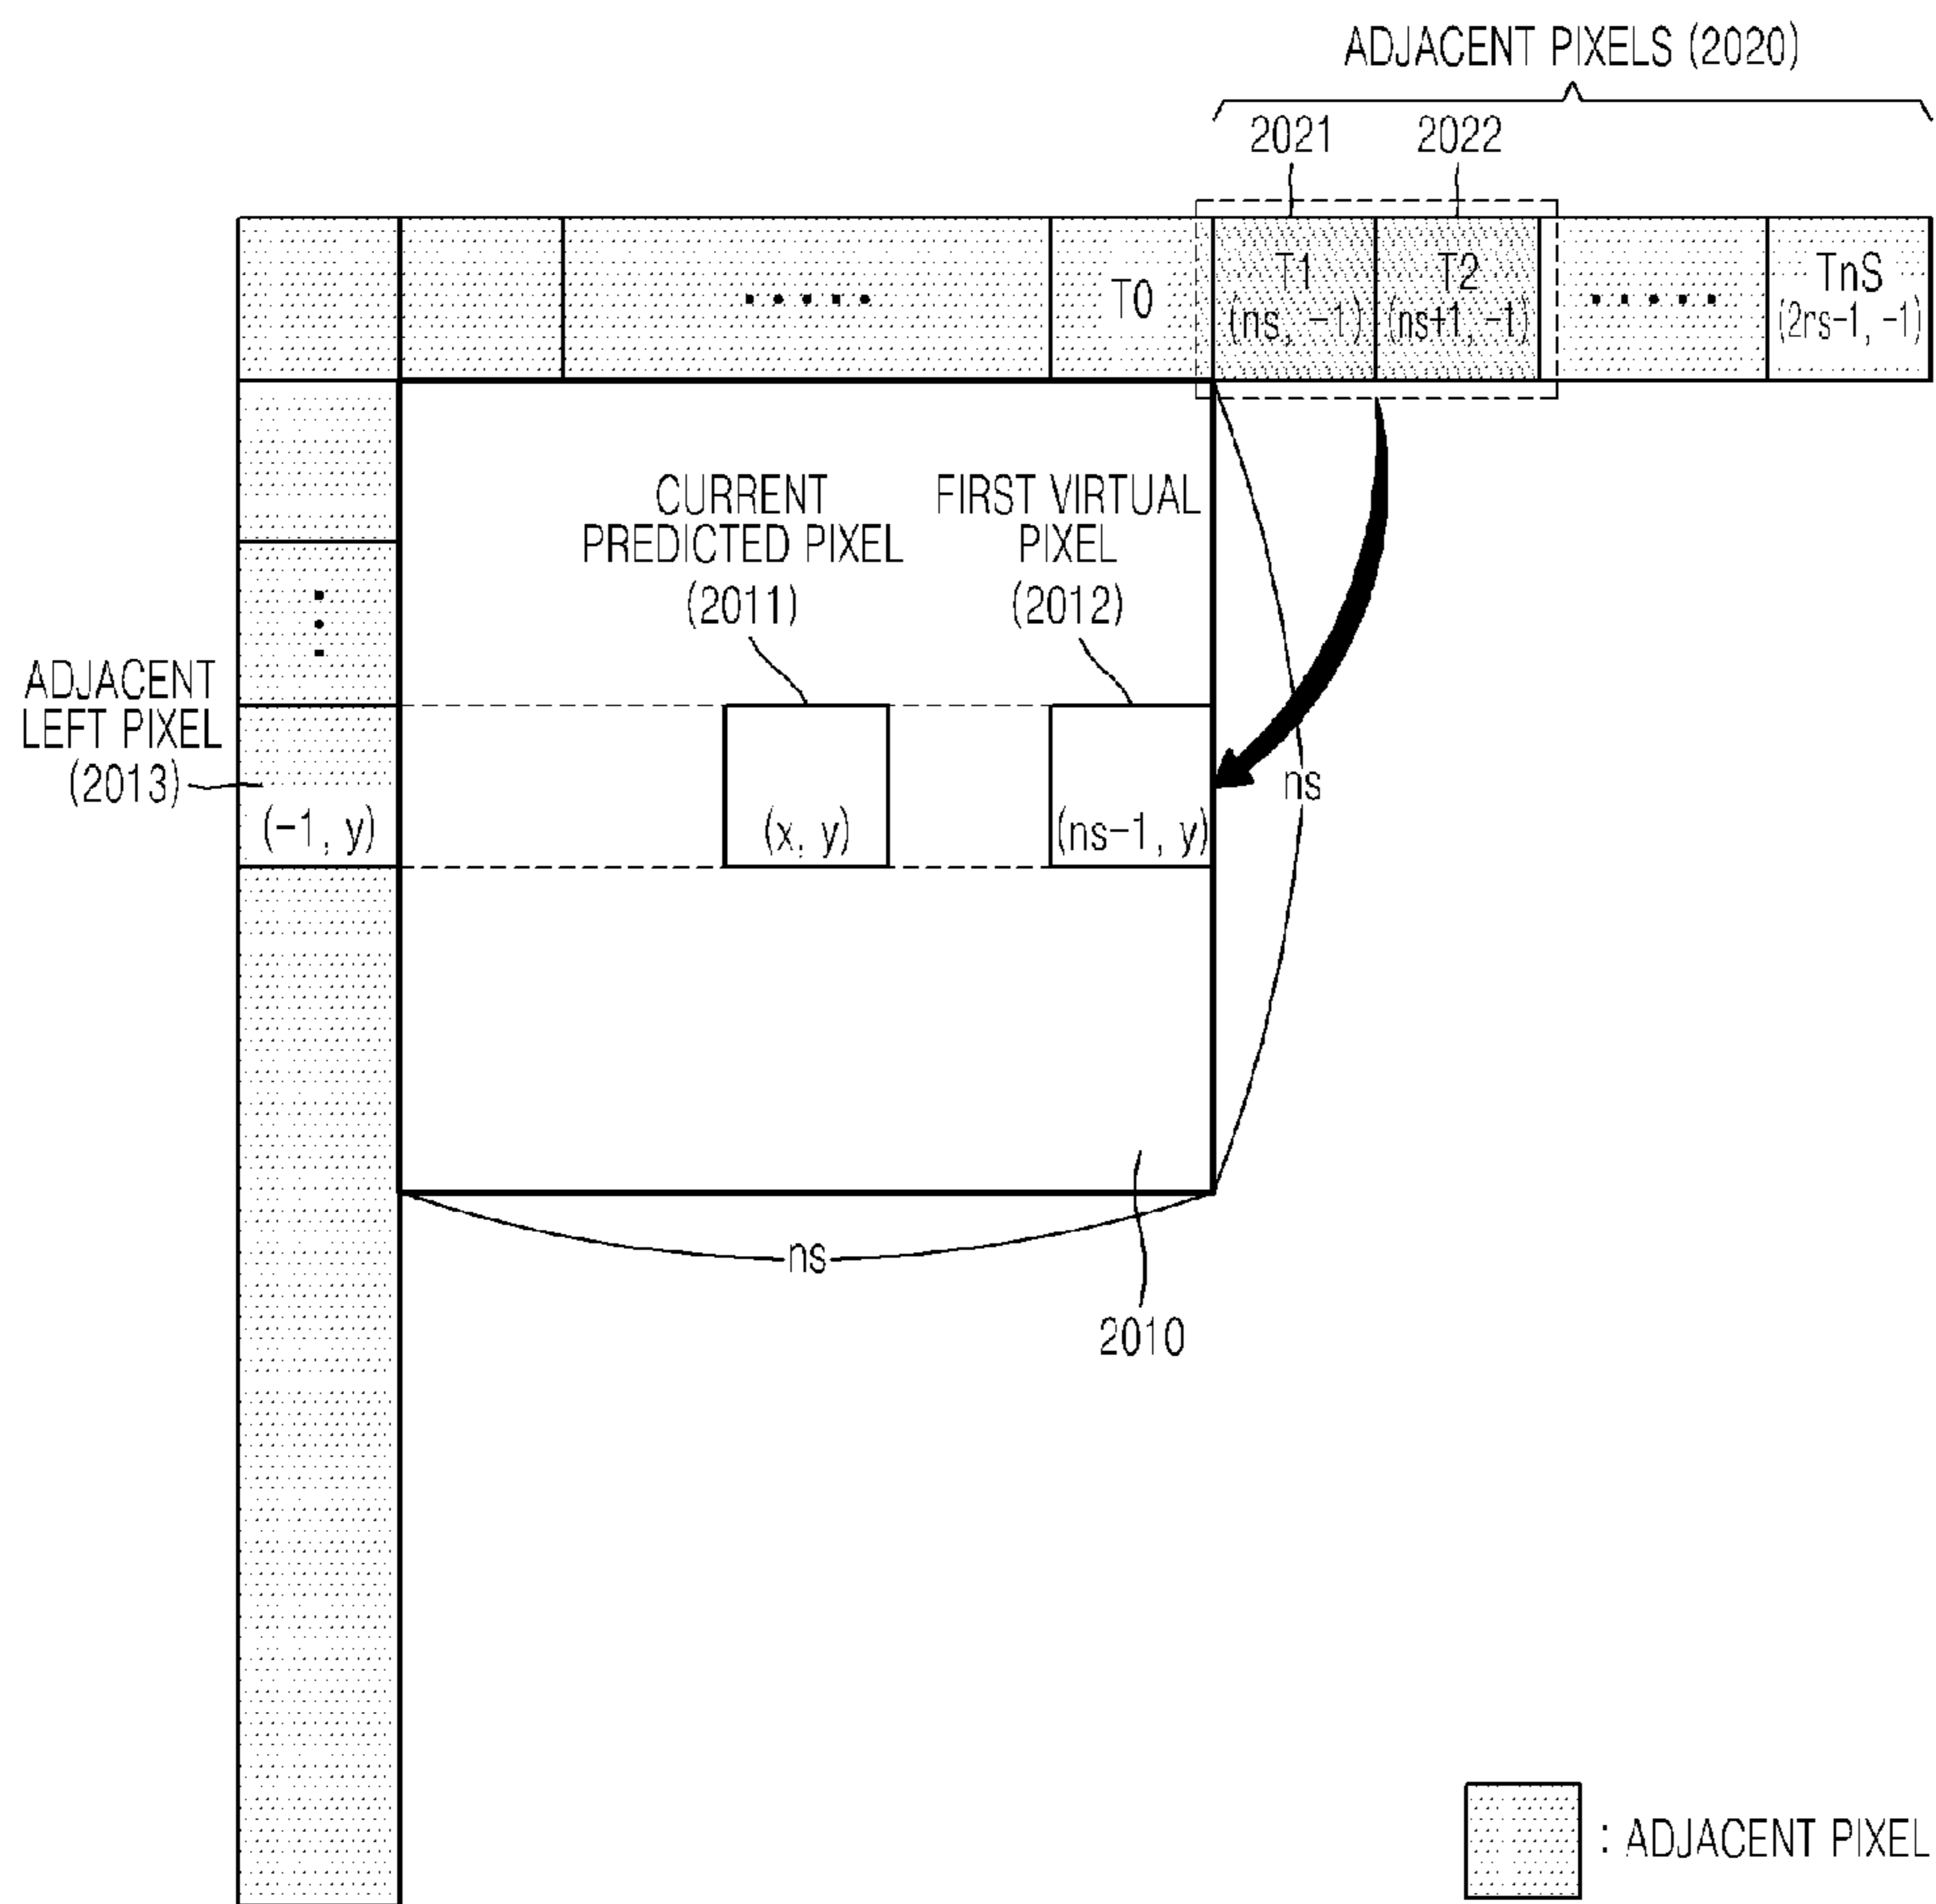 ADJACENT PIXELS (2020)
2021
2022
T0
T1
(ns, -1)
T2
(ns+1, -1)
TnS
(2ns-1, -1)
CURRENT
PREDICTED PIXEL
(2011)
FIRST VIRTUAL
PIXEL
(2012)
ADJACENT
LEFT PIXEL
(2013)
(-1, y)
(x, y)
(ns-1, y)
ns
ns
2010
: ADJACENT PIXEL